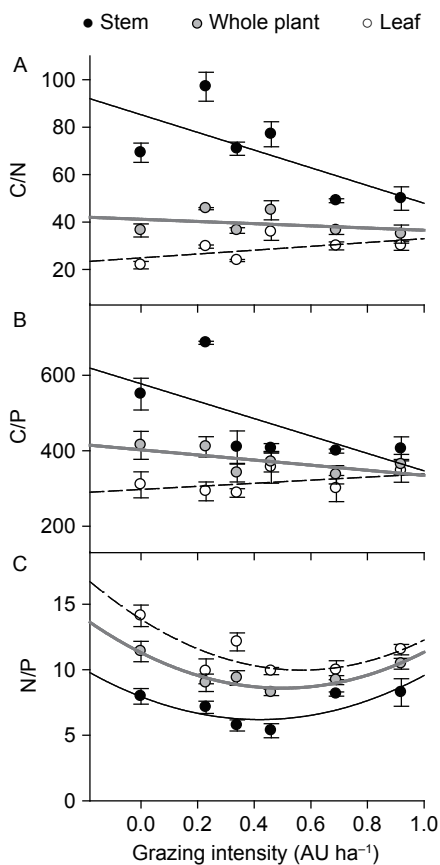 Stem Whole plant Leaf
A
100
80
60
40
20
C/N
B
600
400
200
C/P
C
15
10
5
0
N/P
0.0 0.2 0.4 0.6 0.8 1.0
Grazing intensity (AU ha⁻¹)